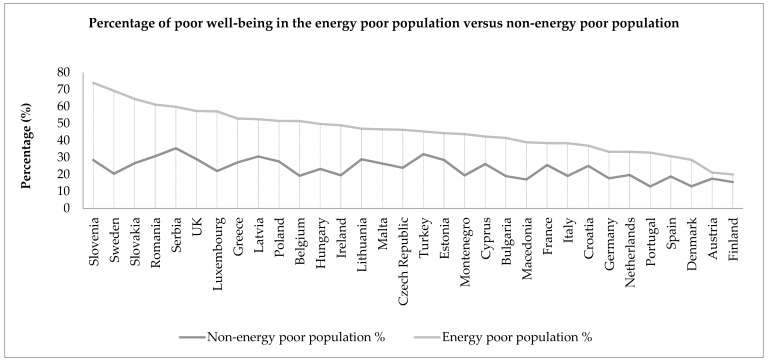 Percentage of poor well-being in the energy poor population versus non-energy poor population
Percentage (%)
80
70
60
50
40
30
20
10
0
Slovenia
Sweden
Slovakia
Romania
Serbia
UK
Luxembourg
Greece
Latvia
Poland
Belgium
Hungary
Ireland
Lithuania
Malta
Czech Republic
Turkey
Estonia
Montenegro
Cyprus
Bulgaria
Macedonia
France
Italy
Croatia
Germany
Netherlands
Portugal
Spain
Denmark
Austria
Finland
Non-energy poor population %
Energy poor population %